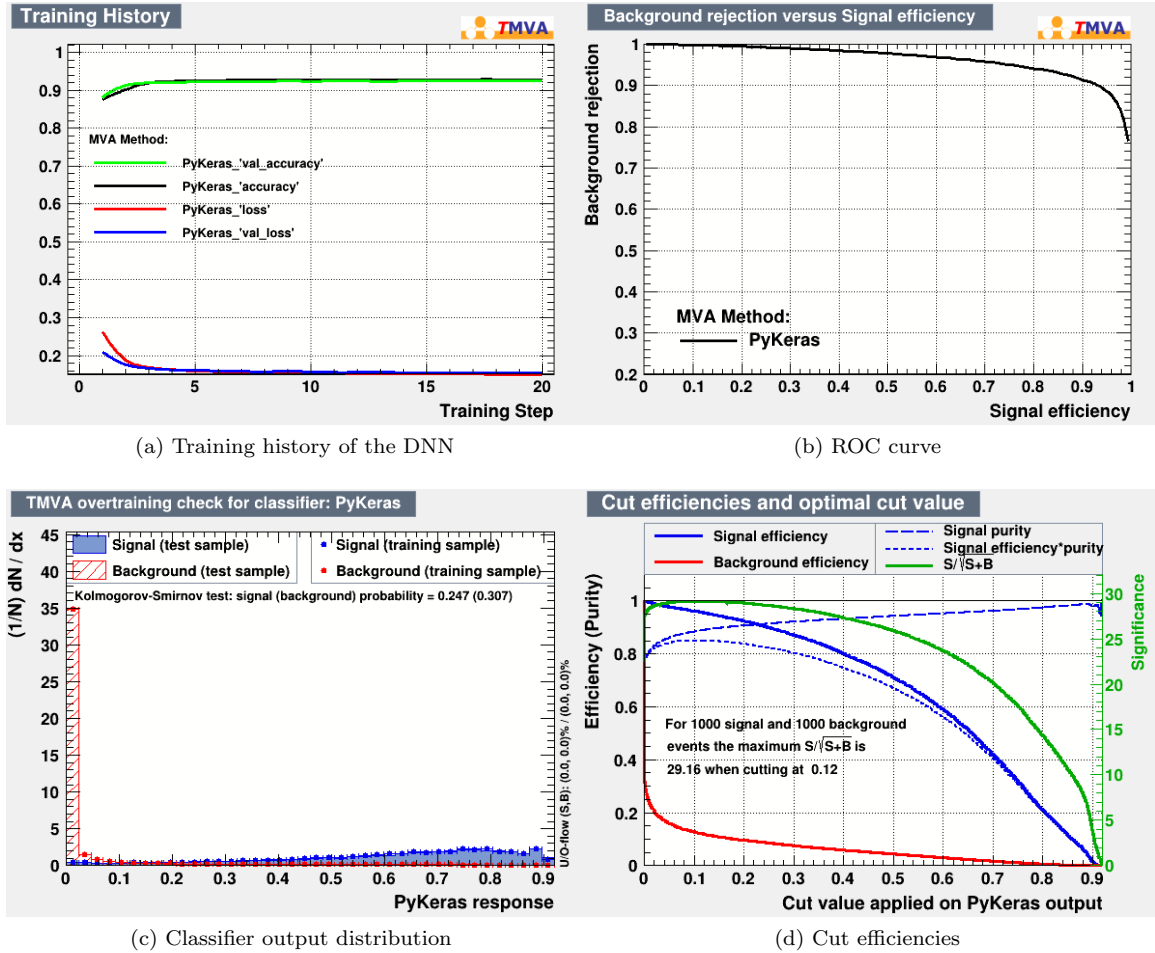 Training History
TMVA
1
0.9
0.8
0.7
0.6
0.5
0.4
0.3
0.2
MVA Method:
PyKeras_'val_accuracy'
PyKeras_'accuracy'
PyKeras_'loss'
PyKeras_'val_loss'
5 10 15 20
Training Step
(a) Training history of the DNN
Background rejection versus Signal efficiency
TMVA
Background rejection
1
0.9
0.8
0.7
0.6
0.5
0.4
0.3
0.2
MVA Method:
PyKeras
0 0.1 0.2 0.3 0.4 0.5 0.6 0.7 0.8 0.9 1
Signal efficiency
(b) ROC curve
TMVA overtraining check for classifier: PyKeras
(1/N) dN / dx
45
40
35
30
25
20
15
10
5
0
Signal (test sample)
Background (test sample)
Signal (training sample)
Background (training sample)
Kolmogorov-Smirnov test: signal (background) probability = 0.247 (0.307)
U/O-flow (S,B): (0.0, 0.0)% / (0.0, 0.0)%
0 0.1 0.2 0.3 0.4 0.5 0.6 0.7 0.8 0.9
PyKeras response
(c) Classifier output distribution
Cut efficiencies and optimal cut value
Signal efficiency
Background efficiency
Signal purity
Signal efficiency*purity
S/√S+B
Efficiency (Purity)
1
0.8
0.6
0.4
0.2
0
For 1000 signal and 1000 background
events the maximum S/√S+B is
29.16 when cutting at 0.12
30
25
20
15
10
5
0
Significance
0 0.1 0.2 0.3 0.4 0.5 0.6 0.7 0.8 0.9
Cut value applied on PyKeras output
(d) Cut efficiencies